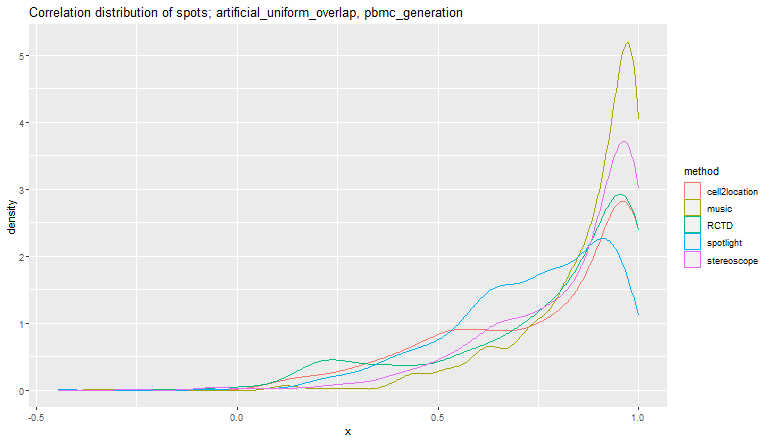 Correlation distribution of spots; artificial_uniform_overlap, pbmc_generation
5
4
3
2
1
0
density
-0.5
0.0
0.5
1.0
x
method
cell2location
music
RCTD
spotlight
stereoscope